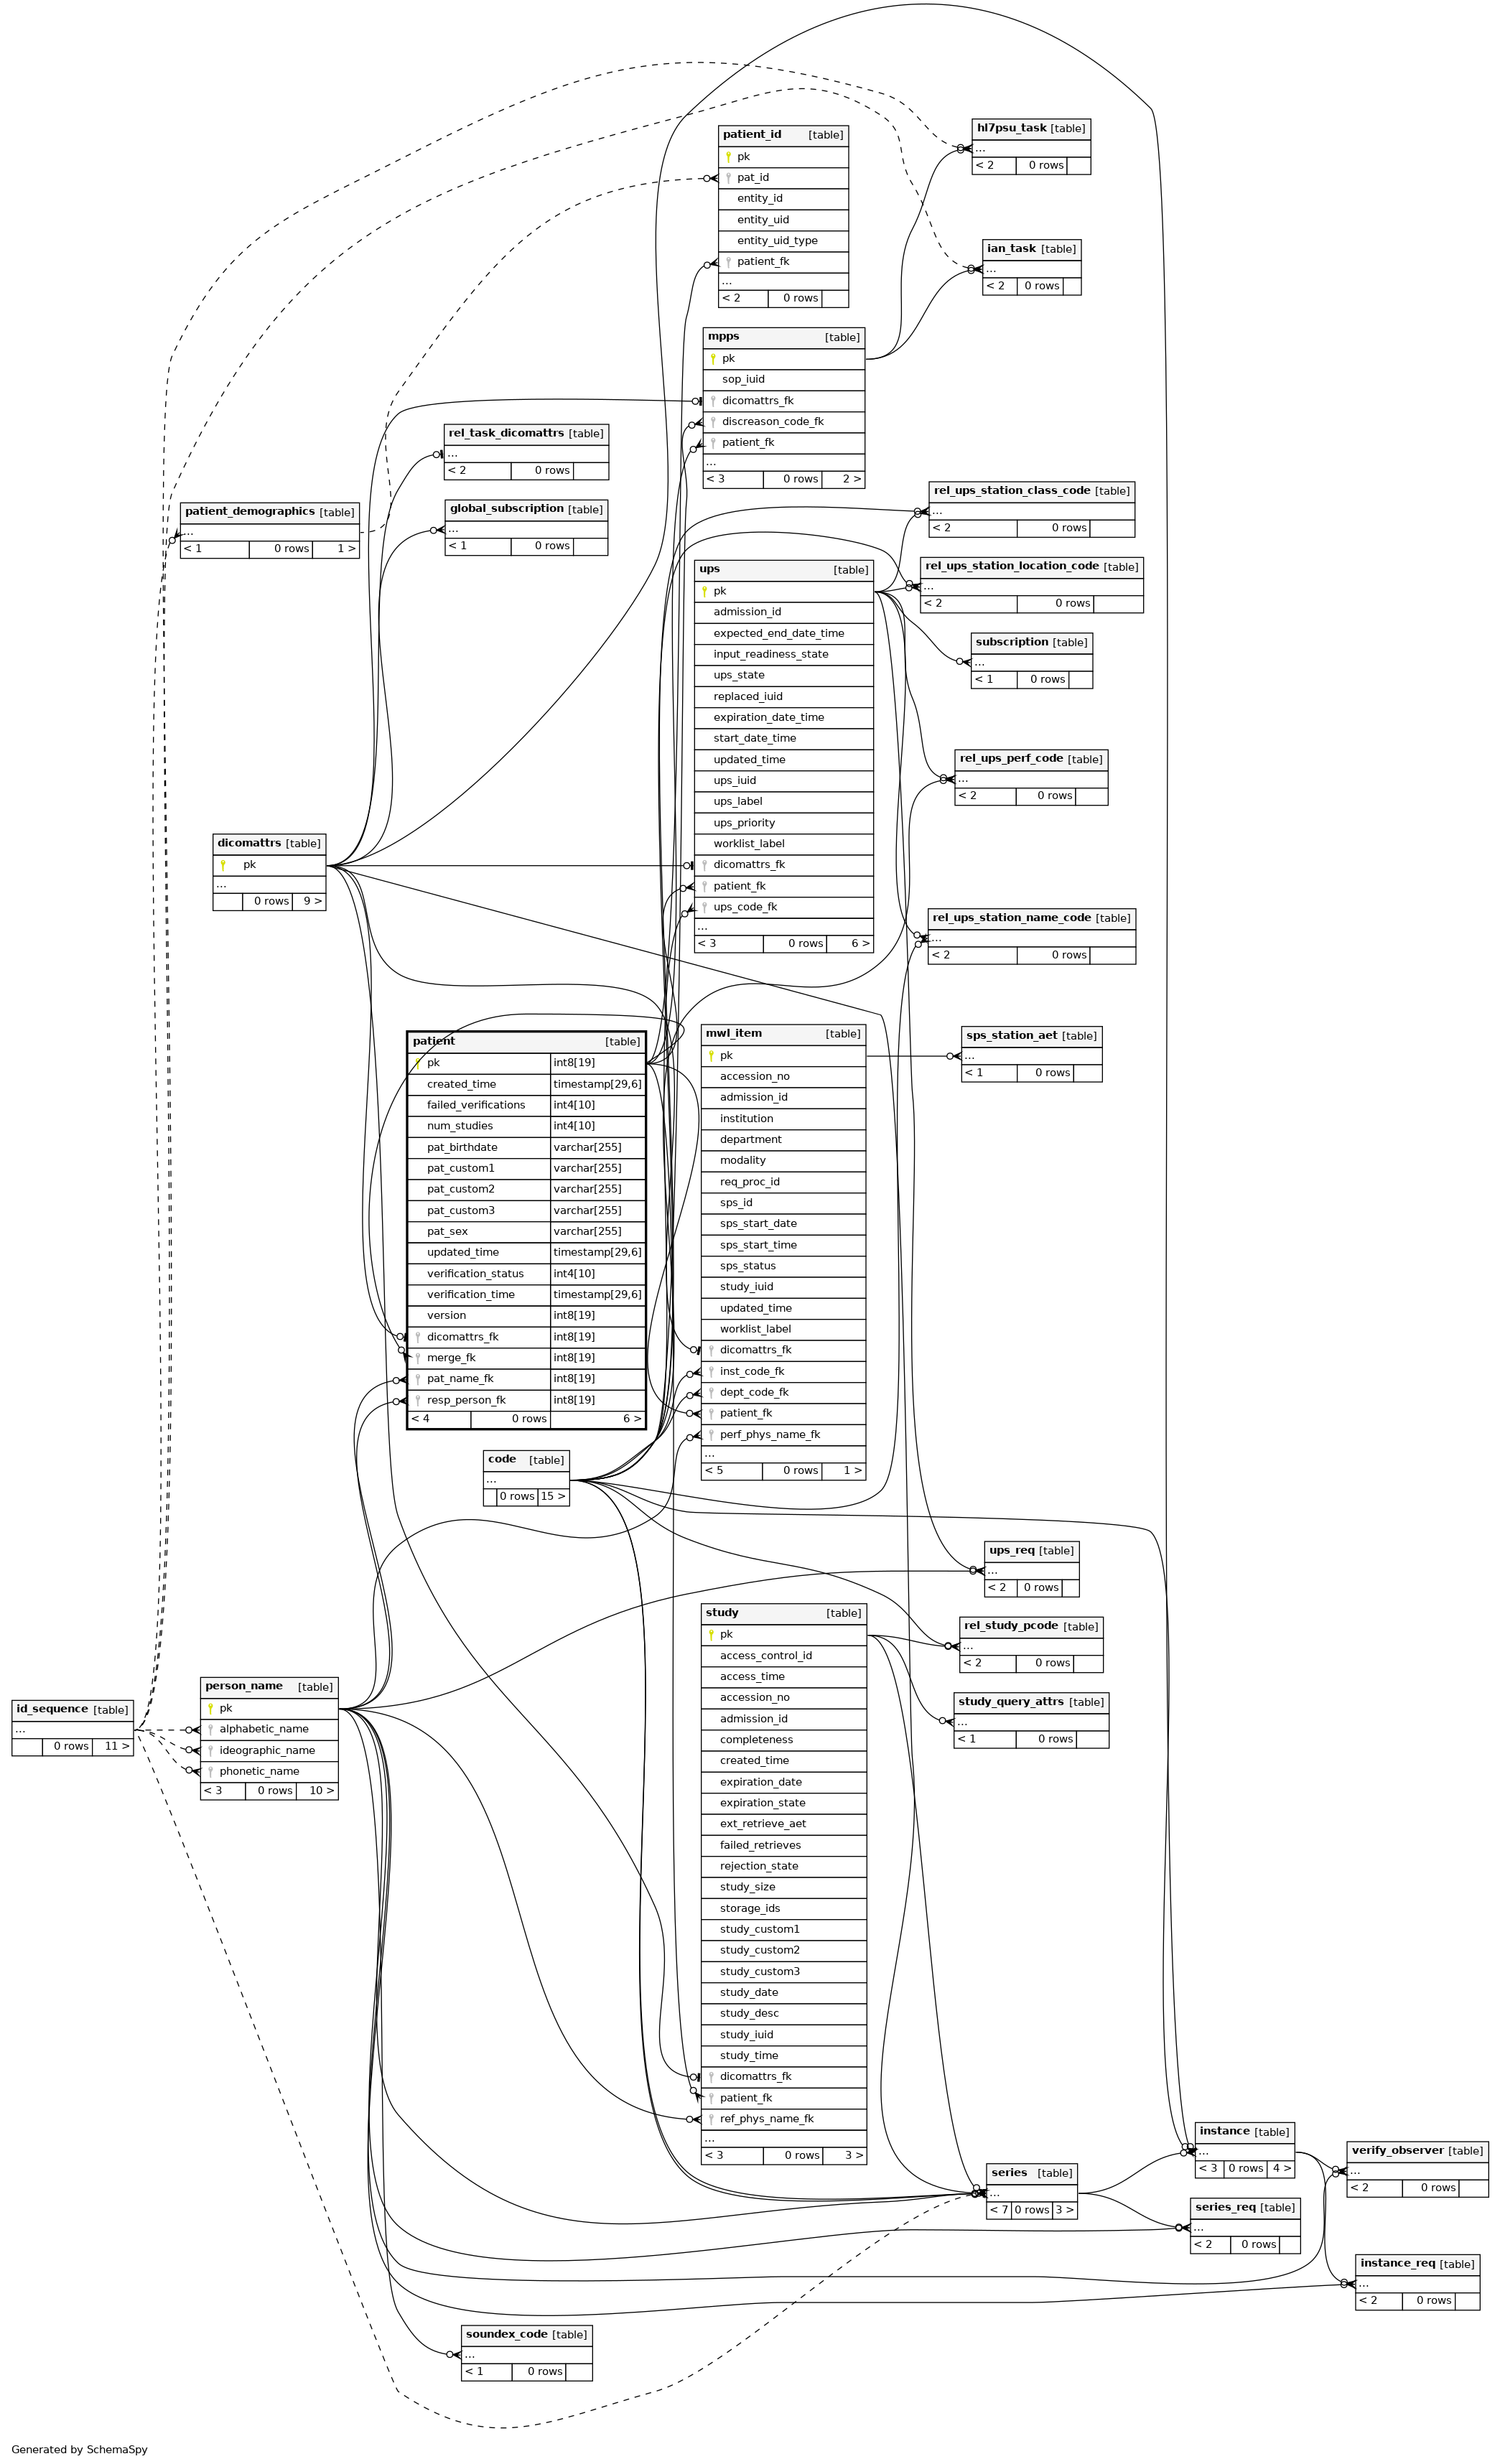 hl7psu_task [table]
...
< 2 0 rows
patient_id [table]
pk
pat_id
entity_id
entity_uid
entity_uid_type
patient_fk
...
< 2 0 rows
ian_task [table]
...
< 2 0 rows
mpps [table]
pk
sop_iuid
dicomattrs_fk
discreason_code_fk
patient_fk
...
< 3 0 rows 2 >
rel_task_dicomattrs [table]
...
< 2 0 rows
global_subscription [table]
...
< 1 0 rows
patient_demographics [table]
...
< 1 0 rows 1 >
rel_ups_station_class_code [table]
...
< 2 0 rows
rel_ups_station_location_code [table]
...
< 2 0 rows
ups [table]
pk
admission_id
expected_end_date_time
input_readiness_state
ups_state
replaced_iuid
expiration_date_time
start_date_time
updated_time
ups_iuid
ups_label
ups_priority
worklist_label
dicomattrs_fk
patient_fk
ups_code_fk
...
< 3 0 rows 6 >
subscription [table]
...
< 1 0 rows
rel_ups_perf_code [table]
...
< 2 0 rows
dicomattrs [table]
pk
...
0 rows 9 >
rel_ups_station_name_code [table]
...
< 2 0 rows
patient [table]
pk int8[19]
created_time timestamp[29,6]
failed_verifications int4[10]
num_studies int4[10]
pat_birthdate varchar[255]
pat_custom1 varchar[255]
pat_custom2 varchar[255]
pat_custom3 varchar[255]
pat_sex varchar[255]
updated_time timestamp[29,6]
verification_status int4[10]
verification_time timestamp[29,6]
version int8[19]
dicomattrs_fk int8[19]
merge_fk int8[19]
pat_name_fk int8[19]
resp_person_fk int8[19]
< 4 0 rows 6 >
mwl_item [table]
pk
accession_no
admission_id
institution
department
modality
req_proc_id
sps_id
sps_start_date
sps_start_time
sps_status
study_iuid
updated_time
worklist_label
dicomattrs_fk
inst_code_fk
dept_code_fk
patient_fk
perf_phys_name_fk
...
< 5 0 rows 1 >
sps_station_aet [table]
...
< 1 0 rows
code [table]
...
0 rows 15 >
ups_req [table]
...
< 2 0 rows
study [table]
pk
access_control_id
access_time
accession_no
admission_id
completeness
created_time
expiration_date
expiration_state
ext_retrieve_aet
failed_retrieves
rejection_state
study_size
storage_ids
study_custom1
study_custom2
study_custom3
study_date
study_desc
study_iuid
study_time
dicomattrs_fk
patient_fk
ref_phys_name_fk
...
< 3 0 rows 3 >
rel_study_pcode [table]
...
< 2 0 rows
study_query_attrs [table]
...
< 1 0 rows
id_sequence [table]
...
0 rows 11 >
person_name [table]
pk
alphabetic_name
ideographic_name
phonetic_name
< 3 0 rows 10 >
series [table]
...
< 7 0 rows 3 >
instance [table]
...
< 3 0 rows 4 >
verify_observer [table]
...
< 2 0 rows
series_req [table]
...
< 2 0 rows
instance_req [table]
...
< 2 0 rows
soundex_code [table]
...
< 1 0 rows
Generated by SchemaSpy